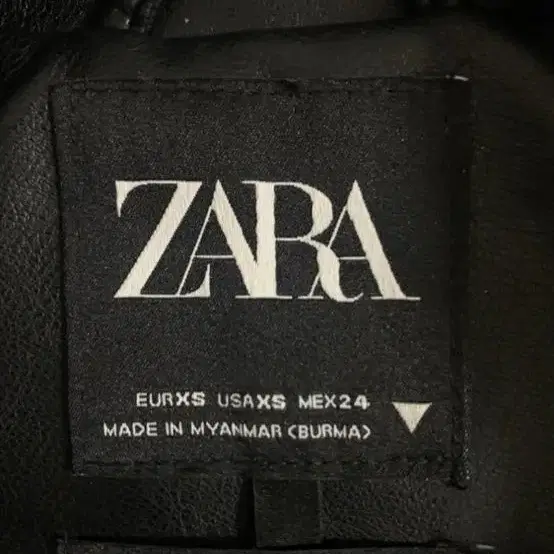 ZARA
EURXS USAXS MEX24
MADE IN MYANMAR (BURMA)